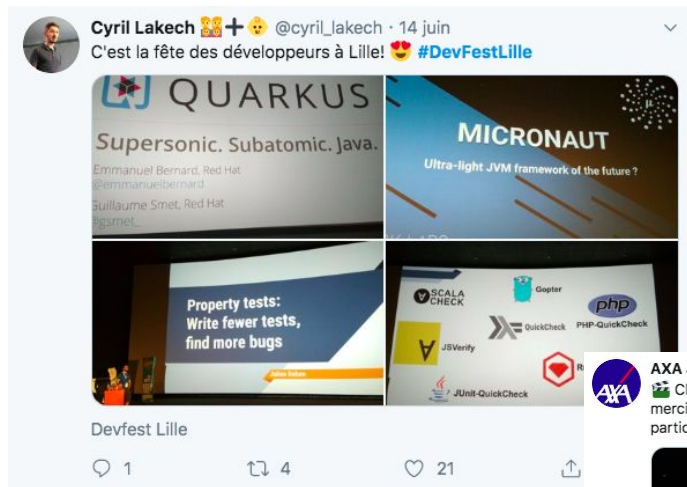 Cyril Lakech @cyril_lakech · 14 juin
C'est la fête des développeurs à Lille! #DevFestLille
QUARKUS
Supersonic. Subatomic. Java.
Emmanuel Bernard, Red Hat
@emmanuelbernard
Guillaume Smet, Red Hat
@gsmet_
μ
MICRONAUT
Ultra-light JVM framework of the future ?
Property tests:
Write fewer tests,
find more bugs
SCALA
CHECK
Gopter
php
QuickCheck
PHP-QuickCheck
JSVerify
JUnit-QuickCheck
Devfest Lille
1 4 21
AXA
AXA
merci